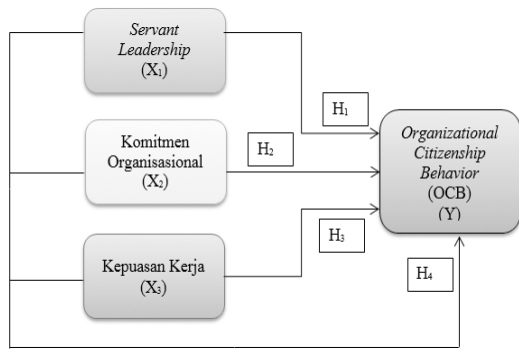 Servant
Leadership
(X₁)
H₁
Komitmen
Organisasional
(X₂)
H₂
Organizational
Citizenship
Behavior
(OCB)
(Y)
H₃
Kepuasan Kerja
(X₃)
H₄